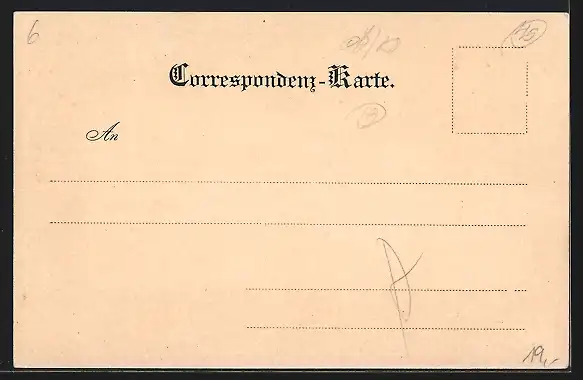 6
Correspondenz-Karte.
An
19,-